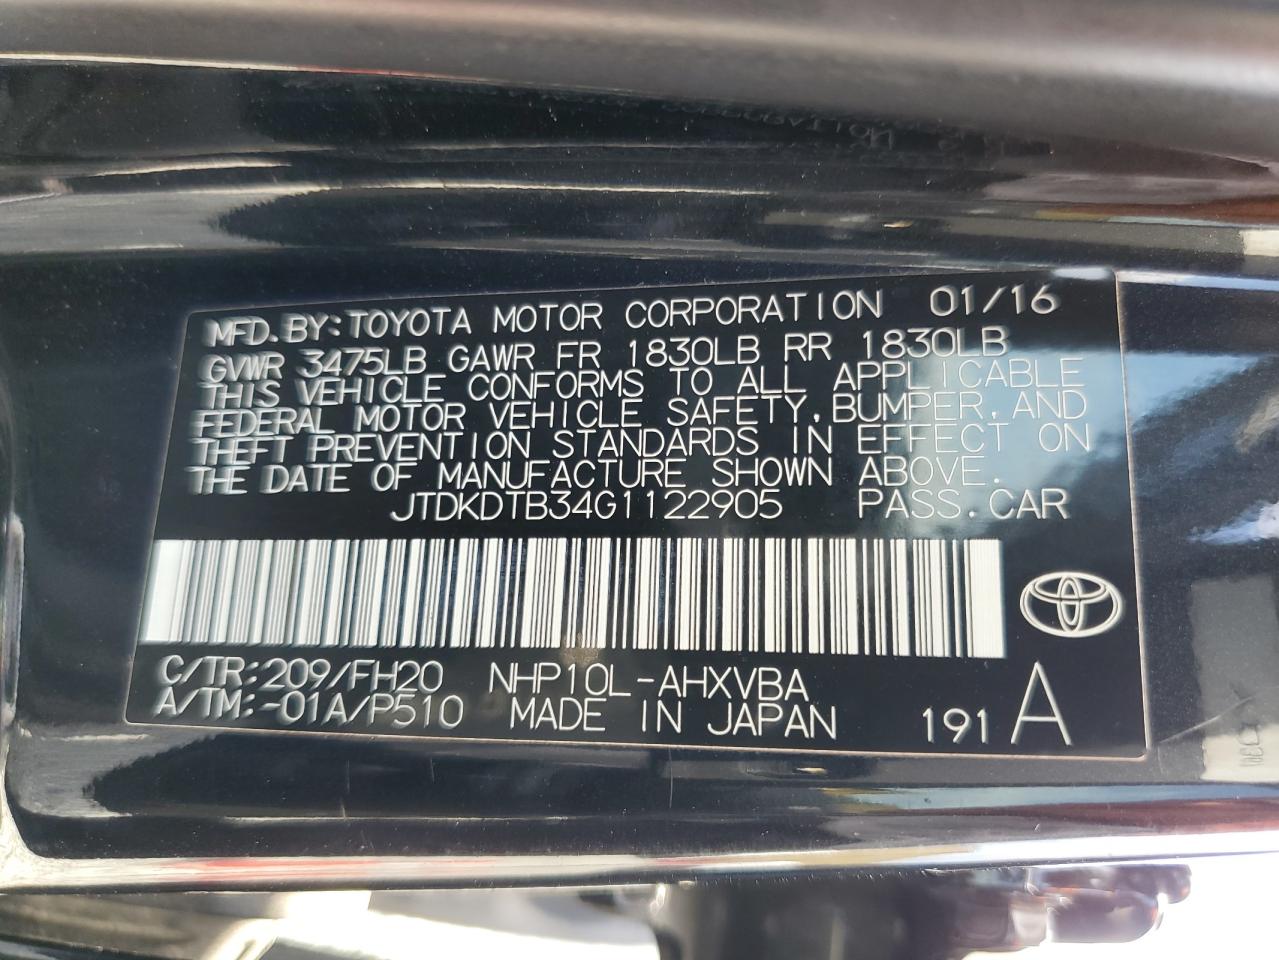 MFD. BY: TOYOTA MOTOR CORPORATION 01/16
GVWR 3475LB GAWR FR 1830LB RR 1830LB
THIS VEHICLE CONFORMS TO ALL APPLICABLE
FEDERAL MOTOR VEHICLE SAFETY, BUMPER, AND
THEFT PREVENTION STANDARDS IN EFFECT ON
THE DATE OF MANUFACTURE SHOWN ABOVE.
JTDKDTB34G1122905 PASS. CAR
C/TR: 209/FH20 NHP10L-AHXVBA
A/TM: -01A/P510 MADE IN JAPAN 191 A